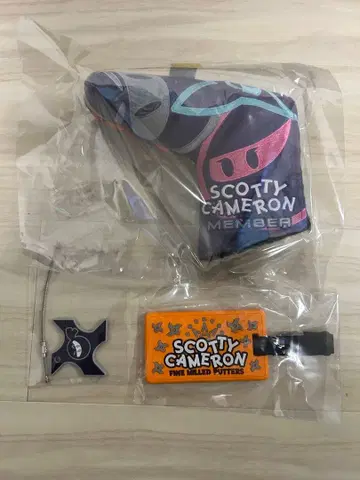 SCOTTY
CAMERON
MEMBER
SCOTTY
CAMERON
FINE MILLED PUTTERS